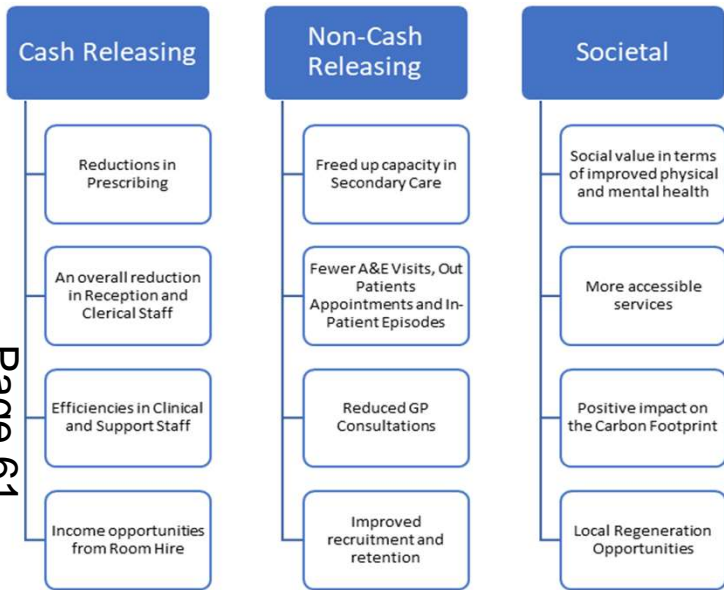 Cash Releasing
Reductions in
Prescribing
An overall reduction
in Reception and
Clerical Staff
Efficiencies in Clinical
and Support Staff
Income opportunities
from Room Hire
Non-Cash
Releasing
Freed up capacity in
Secondary Care
Fewer A&E Visits, Out
Patients
Appointments and In-
Patient Episodes
Reduced GP
Consultations
Improved
recruitment and
retention
Societal
Social value in terms
of improved physical
and mental health
More accessible
services
Positive impact on
the Carbon Footprint
Local Regeneration
Opportunities
Page 61